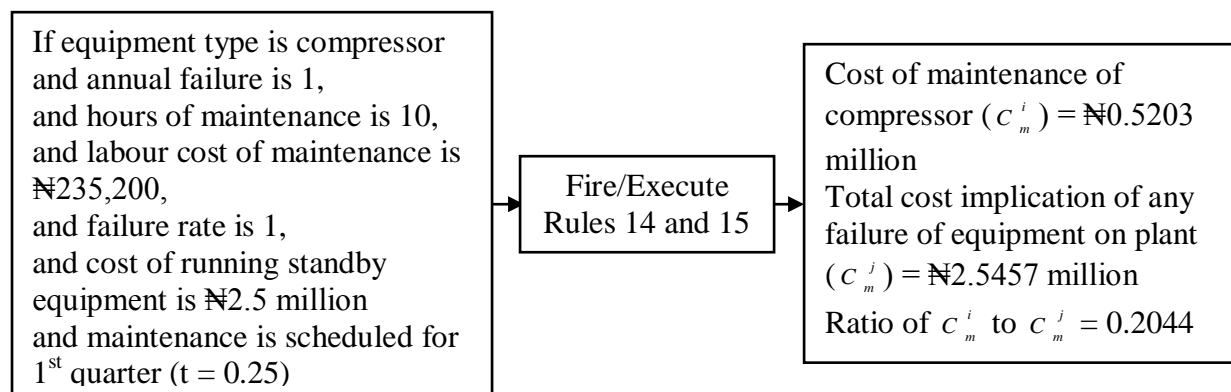 If equipment type is compressor
and annual failure is 1,
and hours of maintenance is 10,
and labour cost of maintenance is
₦235,200,
and failure rate is 1,
and cost of running standby
equipment is ₦2.5 million
and maintenance is scheduled for
1st quarter (t = 0.25)
Fire/Execute
Rules 14 and 15
Cost of maintenance of
compressor (C_m^i) = ₦0.5203
million
Total cost implication of any
failure of equipment on plant
(C_m^j) = ₦2.5457 million
Ratio of C_m^i to C_m^j = 0.2044